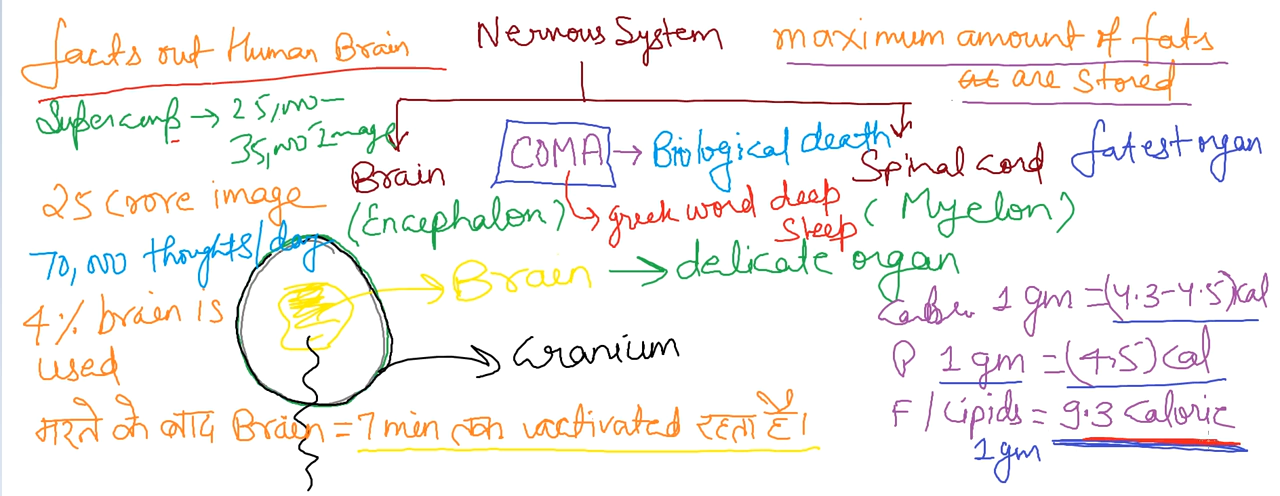 facts out Human Brain
Supercomp → 25,000-
35,000 Image
25 crore image
70,000 thoughts/day
4% brain is
used
Nervous System
Brain
(Encephalon)
COMA → Biological death
greek word deep
Sleep
Spinal cord
(Myelon)
maximum amount of fats
are stored
fatest organ
Brain → delicate organ
Cranium
Carbo 1 gm = (4.3-4.5) Cal
P 1 gm = (4.5) Cal
F / Lipids = 9.3 Calorie
1 gm
मरते के बाद Brain = 7 min तक activated रहता है।